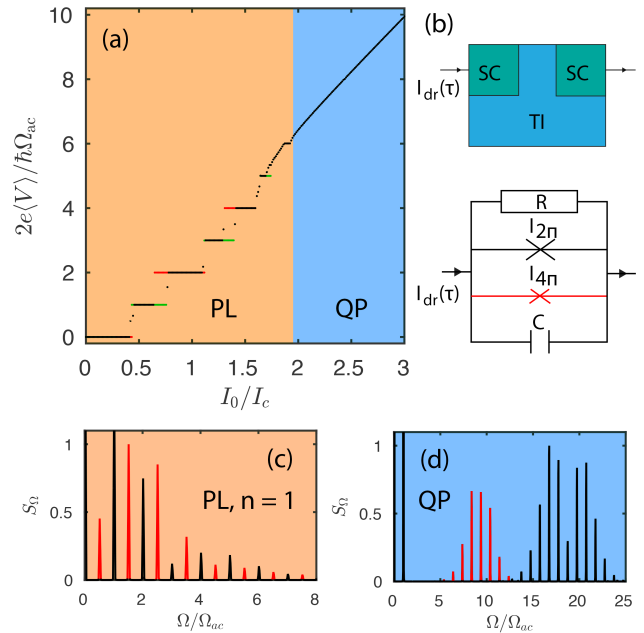 (a)
10
8
6
4
2
0
2e⟨V⟩/ħΩac
PL
QP
0 0.5 1 1.5 2 2.5 3
I0/Ic
(b)
SC SC
Idr(τ)
TI
R
I2π
I4π
Idr(τ)
C
(c)
PL, n = 1
1
0.5
0
SΩ
0 2 4 6 8
Ω/Ωac
(d)
QP
1
0.5
0
SΩ
0 5 10 15 20 25
Ω/Ωac